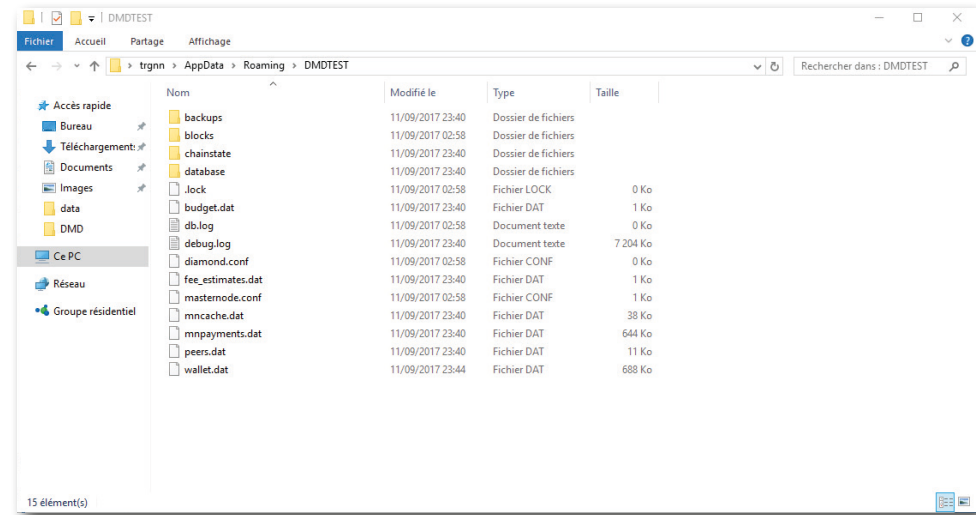 DMDTEST
Fichier Accueil Partage Affichage
trgnn > AppData > Roaming > DMDTEST
Rechercher dans : DMDTEST
Nom Modifié le Type Taille
Accès rapide
Bureau
Téléchargement:
Documents
Images
data
DMD
Ce PC
Réseau
Groupe résidentiel
backups 11/09/2017 23:40 Dossier de fichiers
blocks 11/09/2017 02:58 Dossier de fichiers
chainstate 11/09/2017 23:40 Dossier de fichiers
database 11/09/2017 23:40 Dossier de fichiers
.lock 11/09/2017 02:58 Fichier LOCK 0 Ko
budget.dat 11/09/2017 23:40 Fichier DAT 1 Ko
db.log 11/09/2017 02:58 Document texte 0 Ko
debug.log 11/09/2017 23:40 Document texte 7 204 Ko
diamond.conf 11/09/2017 02:58 Fichier CONF 0 Ko
fee_estimates.dat 11/09/2017 23:40 Fichier DAT 1 Ko
masternode.conf 11/09/2017 02:58 Fichier CONF 1 Ko
mncache.dat 11/09/2017 23:40 Fichier DAT 38 Ko
mnpayments.dat 11/09/2017 23:40 Fichier DAT 644 Ko
peers.dat 11/09/2017 23:40 Fichier DAT 11 Ko
wallet.dat 11/09/2017 23:44 Fichier DAT 688 Ko
15 élément(s)